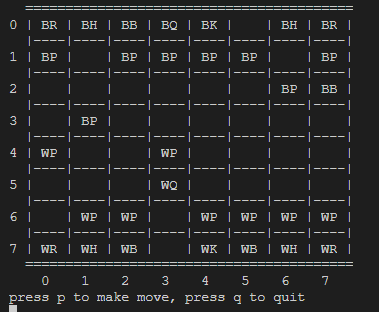 =========================================
0 | BR | BH | BB | BQ | BK |    | BH | BR |
|----|----|----|----|----|----|----|----|
1 | BP |    | BP | BP | BP | BP |    | BP |
|----|----|----|----|----|----|----|----|
2 |    |    |    |    |    |    | BP | BB |
|----|----|----|----|----|----|----|----|
3 |    | BP |    |    |    |    |    |    |
|----|----|----|----|----|----|----|----|
4 | WP |    |    | WP |    |    |    |    |
|----|----|----|----|----|----|----|----|
5 |    |    |    | WQ |    |    |    |    |
|----|----|----|----|----|----|----|----|
6 |    | WP | WP |    | WP | WP | WP | WP |
|----|----|----|----|----|----|----|----|
7 | WR | WH | WB |    | WK | WB | WH | WR |
=========================================
0    1    2    3    4    5    6    7
press p to make move, press q to quit